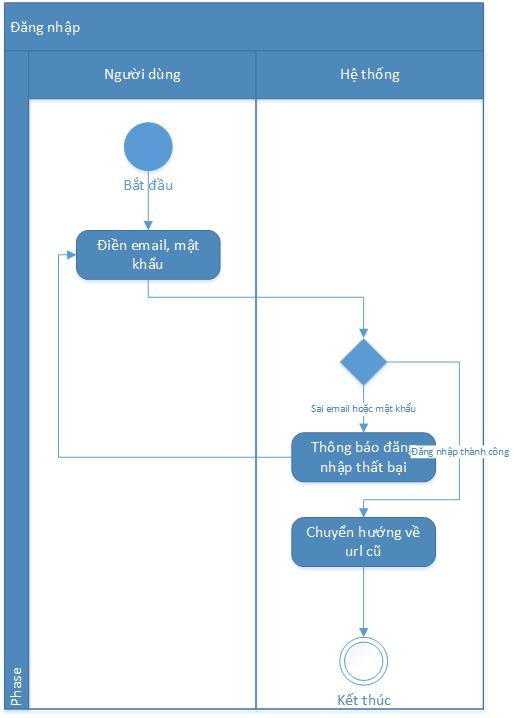 Đăng nhập
Người dùng
Hệ thống
Bắt đầu
Điền email, mật
khẩu
Sai email hoặc mật khẩu
Thông báo đăng
nhập thất bại
Đăng nhập thành công
Chuyển hướng về
url cũ
Kết thúc
Phase